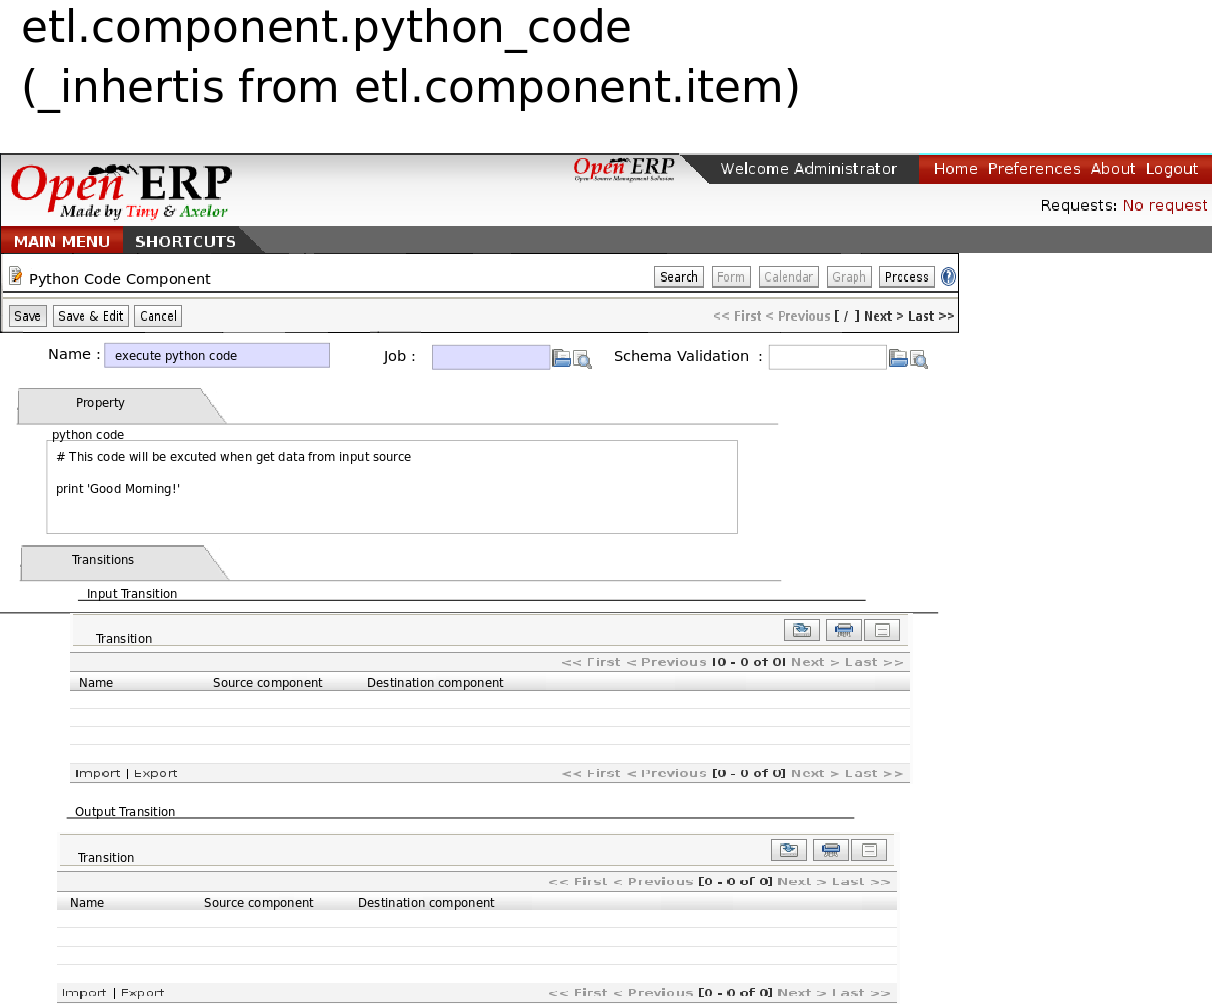 etl.component.python_code
(_inhertis from etl.component.item)
Open ERP
Made by Tiny & Axelor
Open ERP
Open Source Management Solution
Welcome Administrator
Home Preferences About Logout
Requests: No request
MAIN MENU SHORTCUTS
Python Code Component
Search Form Calendar Graph Process ?
Save Save & Edit Cancel
<< First < Previous [ / ] Next > Last >>
Name : execute python code Job : Schema Validation :
Property
python code
# This code will be excuted when get data from input source
print 'Good Morning!'
Transitions
Input Transition
Transition
<< First < Previous [0 - 0 of 0] Next > Last >>
Name Source component Destination component
Import | Export << First < Previous [0 - 0 of 0] Next > Last >>
Output Transition
Transition
<< First < Previous [0 - 0 of 0] Next > Last >>
Name Source component Destination component
Import | Export << First < Previous [0 - 0 of 0] Next > Last >>